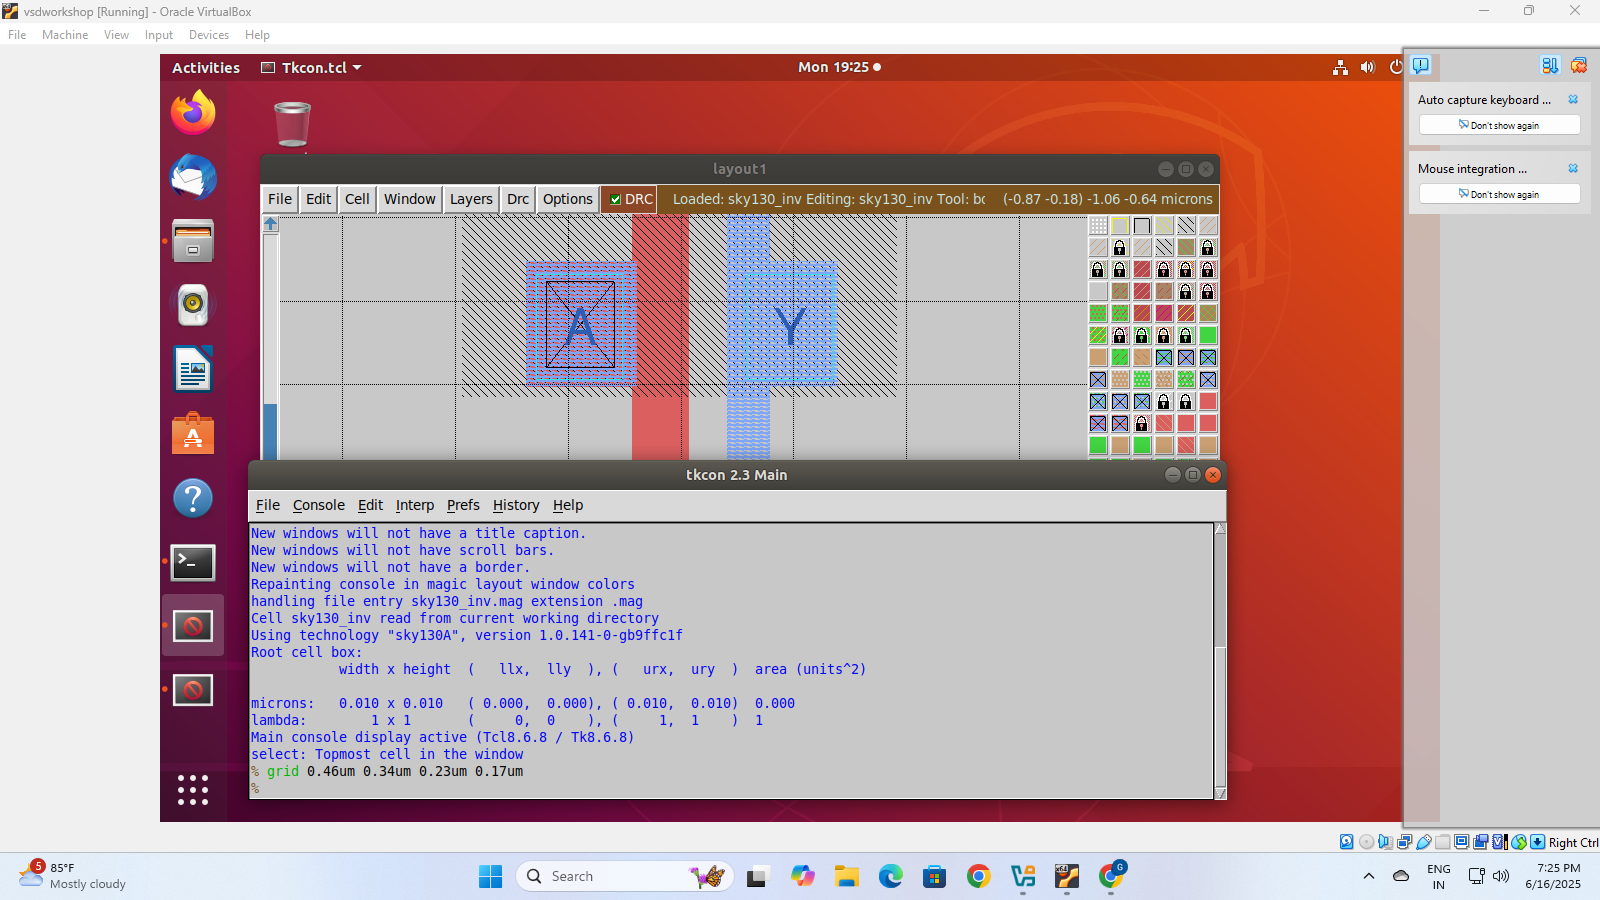 vsdworkshop [Running] - Oracle VirtualBox
File Machine View Input Devices Help
Activities Tkcon.tcl Mon 19:25
Auto capture keyboard ...
Don't show again
Mouse integration ...
Don't show again
layout1
File Edit Cell Window Layers Drc Options DRC Loaded: sky130_inv Editing: sky130_inv Tool: bo (-0.87 -0.18) -1.06 -0.64 microns
A Y
tkcon 2.3 Main
File Console Edit Interp Prefs History Help
New windows will not have a title caption.
New windows will not have scroll bars.
New windows will not have a border.
Repainting console in magic layout window colors
handling file entry sky130_inv.mag extension .mag
Cell sky130_inv read from current working directory
Using technology "sky130A", version 1.0.141-0-gb9ffc1f
Root cell box:
width x height ( llx, lly ), ( urx, ury ) area (units^2)
microns: 0.010 x 0.010 ( 0.000, 0.000), ( 0.010, 0.010) 0.000
lambda: 1 x 1 ( 0, 0 ), ( 1, 1 ) 1
Main console display active (Tcl8.6.8 / Tk8.6.8)
select: Topmost cell in the window
% grid 0.46um 0.34um 0.23um 0.17um
%
Right Ctrl
5
85°F
Mostly cloudy
Search
G
ENG
IN
7:25 PM
6/16/2025